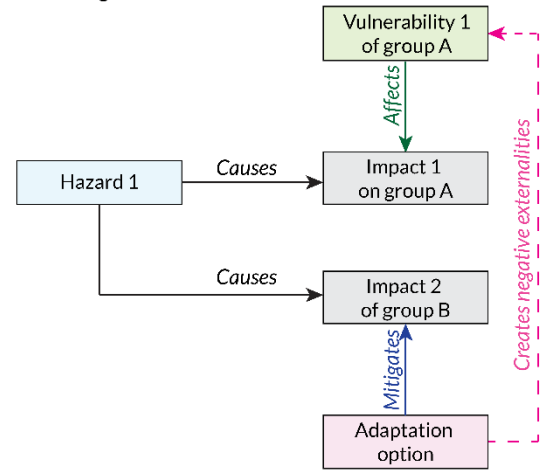 Vulnerability 1
of group A
Affects
Causes
Hazard 1
Impact 1
on group A
Causes
Impact 2
of group B
Mitigates
Adaptation
option
Creates negative externalities